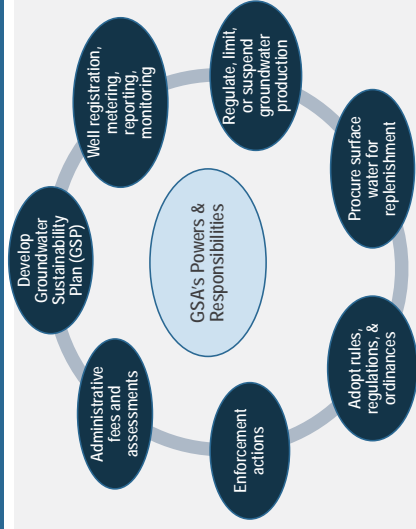 Develop
Groundwater
Sustainability
Plan (GSP)
Well registration,
metering,
reporting,
monitoring
Regulate, limit,
or suspend
groundwater
production
Procure surface
water for
replenishment
Adopt rules,
regulations, &
ordinances
Enforcement
actions
Administrative
fees and
assessments
GSA's Powers &
Responsibilities